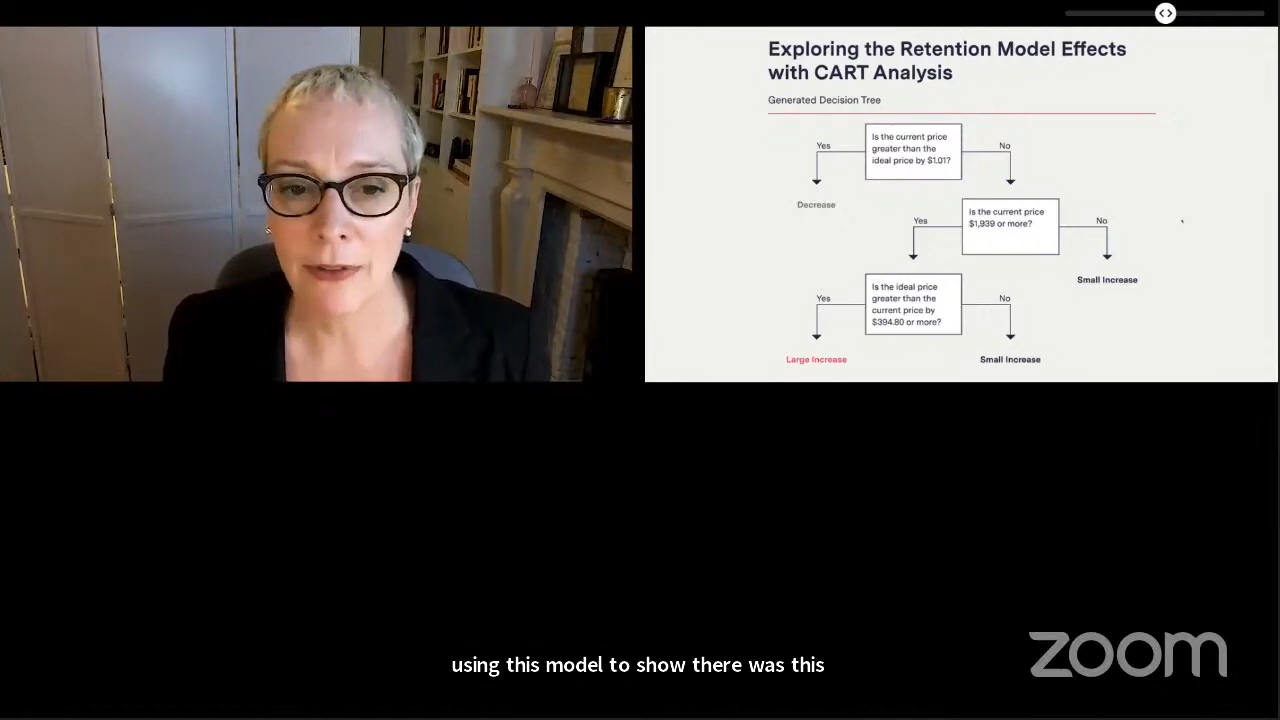 Exploring the Retention Model Effects
with CART Analysis
Generated Decision Tree
Is the current price
greater than the
ideal price by $1.01?
Yes
No
Decrease
Is the current price
$1,939 or more?
Yes
No
Small Increase
Is the ideal price
greater than the
current price by
$394.80 or more?
Yes
No
Large Increase
Small Increase
using this model to show there was this
zoom